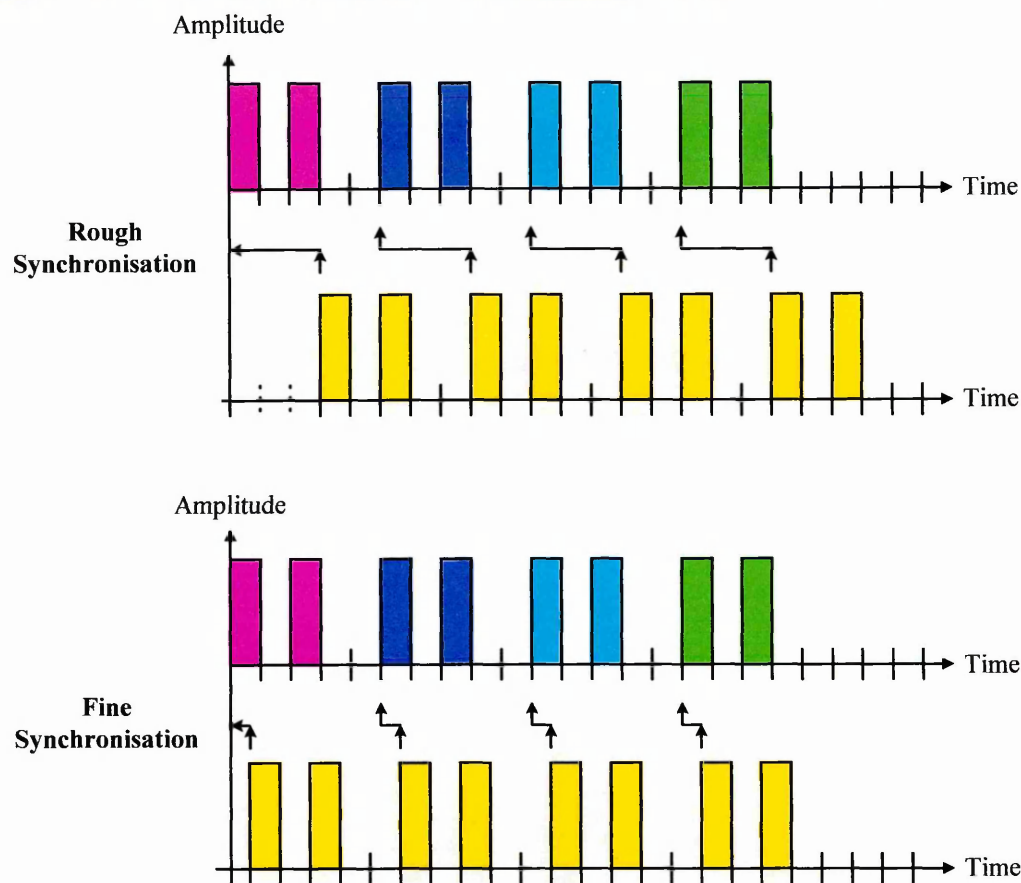 Amplitude
Time
Rough
Synchronisation
Time
Amplitude
Time
Fine
Synchronisation
Time